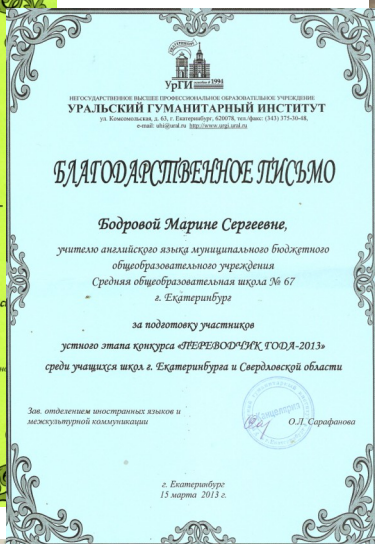 УрГИ
1994
НЕГОСУДАРСТВЕННОЕ ВЫСШЕЕ ПРОФЕССИОНАЛЬНОЕ ОБРАЗОВАТЕЛЬНОЕ УЧРЕЖДЕНИЕ
УРАЛЬСКИЙ ГУМАНИТАРНЫЙ ИНСТИТУТ
ул. Комсомольская, д. 63, г. Екатеринбург, 620078, тел./факс: (343) 375-30-48,
e-mail: uhi@ural.ru http://www.urgi.ural.ru
БЛАГОДАРСТВЕННОЕ ПИСЬМО
Бодровой Марине Сергеевне,
учителю английского языка муниципального бюджетного
общеобразовательного учреждения
Средняя общеобразовательная школа № 67
г. Екатеринбург
за подготовку участников
устного этапа конкурса «ПЕРЕВОДЧИК ГОДА-2013»
среди учащихся школ г. Екатеринбурга и Свердловской области
Зав. отделением иностранных языков и
межкультурной коммуникации
О.Л. Сарафанова
г. Екатеринбург
15 марта 2013 г.